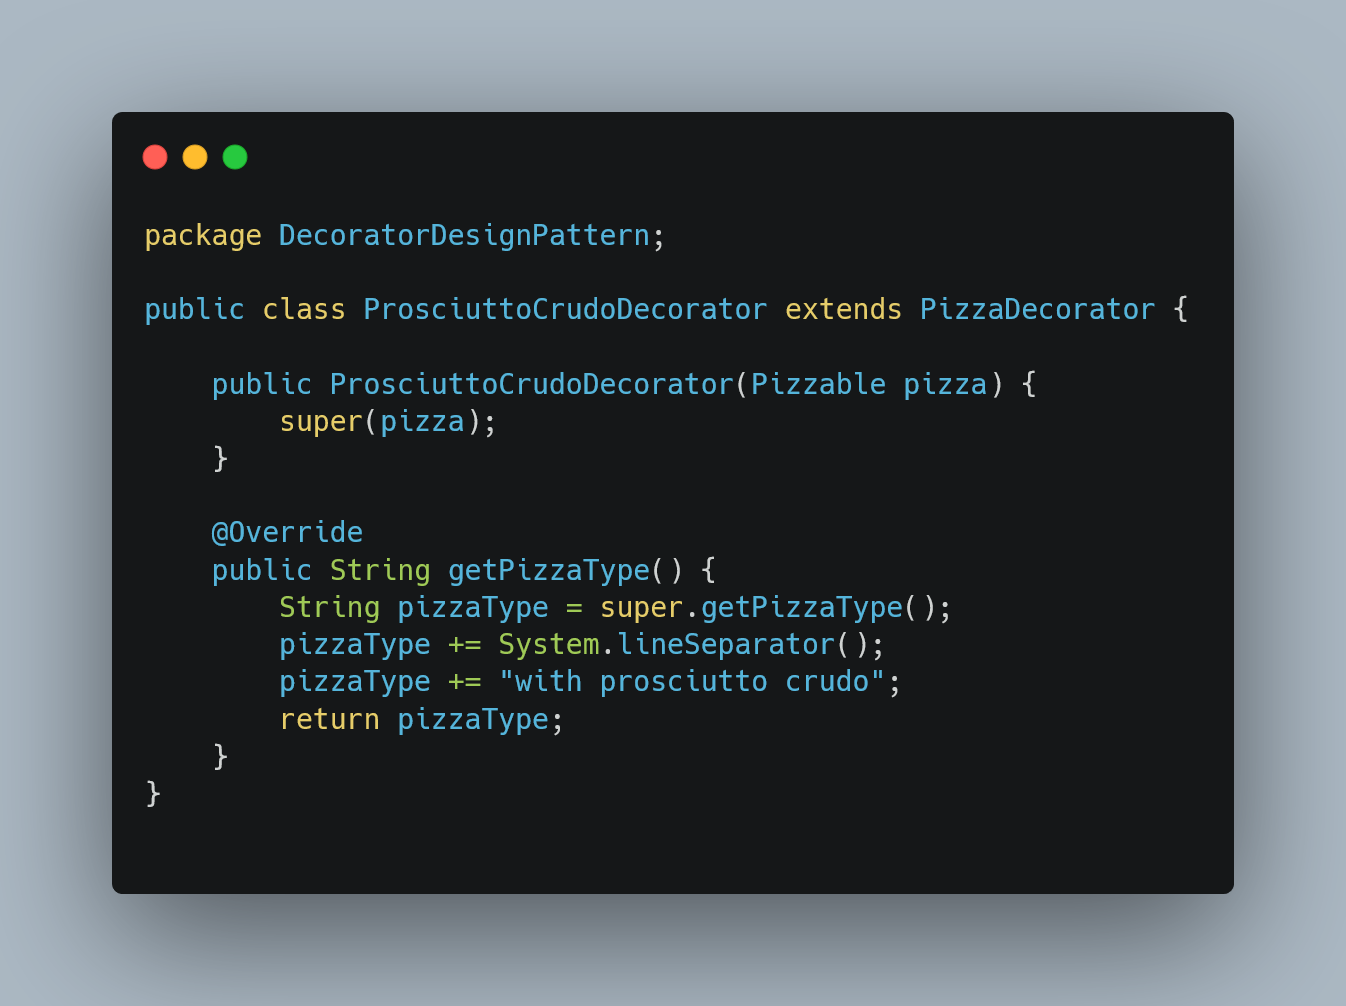 package DecoratorDesignPattern;
public class ProsciuttoCrudoDecorator extends PizzaDecorator {
public ProsciuttoCrudoDecorator(Pizzable pizza) {
super(pizza);
}
@Override
public String getPizzaType() {
String pizzaType = super.getPizzaType();
pizzaType += System.lineSeparator();
pizzaType += "with prosciutto crudo";
return pizzaType;
}
}